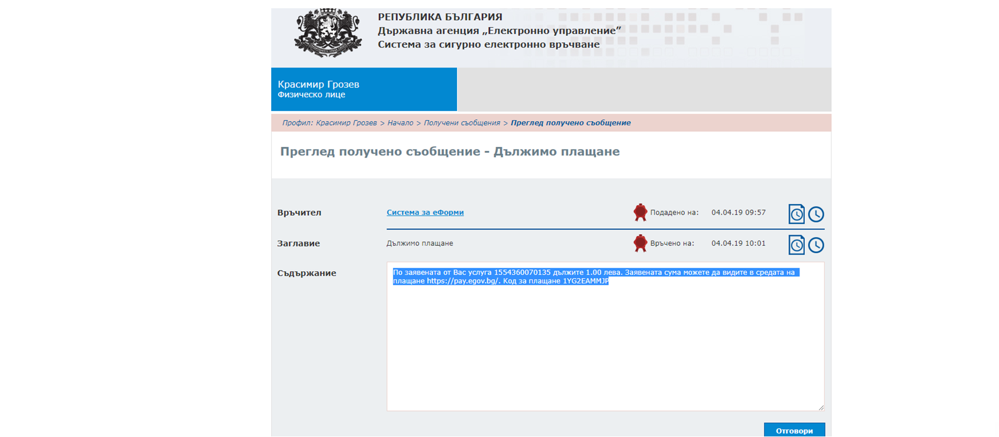 РЕПУБЛИКА БЪЛГАРИЯ
Държавна агенция „Електронно управление”
Система за сигурно електронно връчване
Красимир Грозев
Физическо лице
Профил: Красимир Грозев > Начало > Получени съобщения > Преглед получено съобщение
Преглед получено съобщение - Дължимо плащане
Връчител Система за еФорми Подадено на: 04.04.19 09:57
Заглавие Дължимо плащане Връчено на: 04.04.19 10:01
Съдържание По заявената от Вас услуга 1554360070135 дължите 1.00 лева. Заявената сума можете да видите в средата на
плащане https://pay.egov.bg/. Код за плащане 1YG2EAMMJP
Отговори